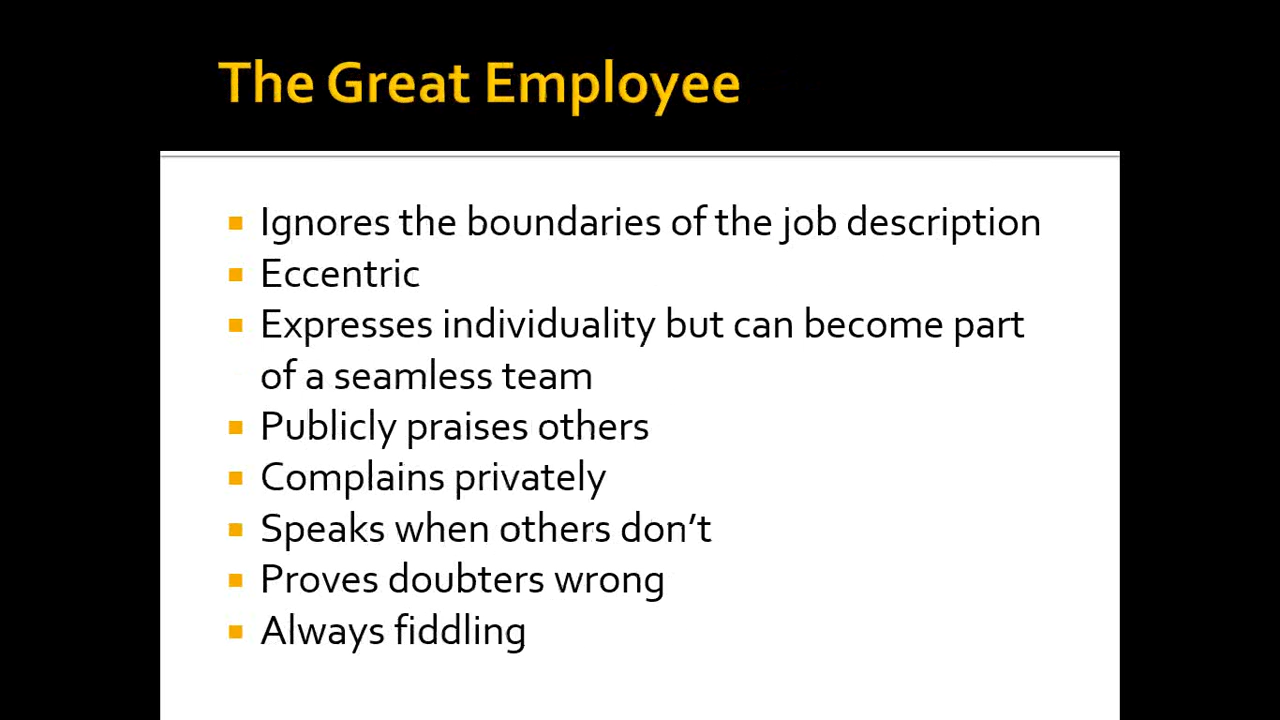 The Great Employee
Ignores the boundaries of the job description
Eccentric
Expresses individuality but can become part
of a seamless team
Publicly praises others
Complains privately
Speaks when others don’t
Proves doubters wrong
Always fiddling